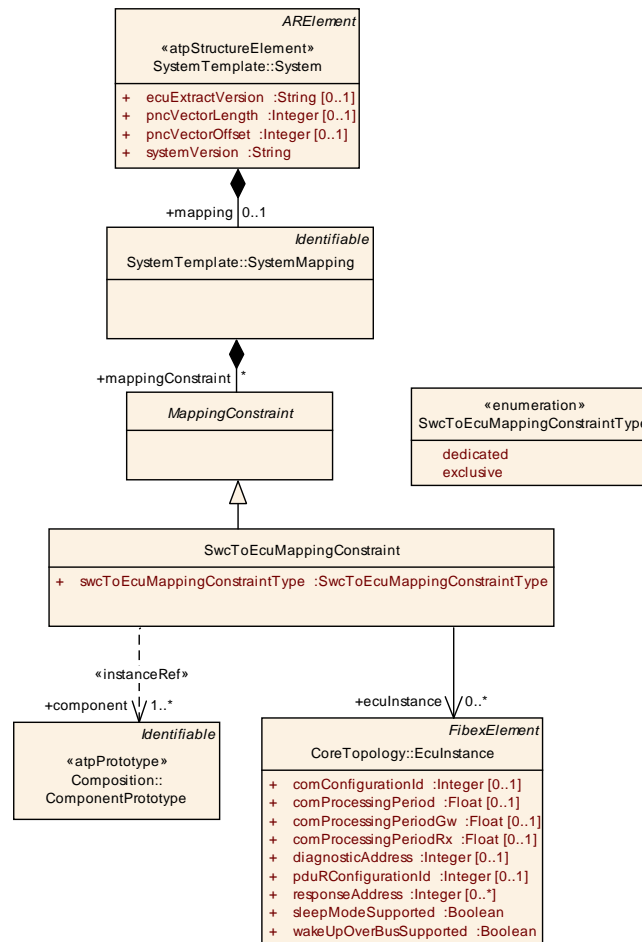 ARElement
«atpStructureElement»
SystemTemplate::System
+ ecuExtractVersion :String [0..1]
+ pncVectorLength :Integer [0..1]
+ pncVectorOffset :Integer [0..1]
+ systemVersion :String
+mapping 0..1
Identifiable
SystemTemplate::SystemMapping
+mappingConstraint *
MappingConstraint
«enumeration»
SwcToEcuMappingConstraintType
dedicated
exclusive
SwcToEcuMappingConstraint
+ swcToEcuMappingConstraintType :SwcToEcuMappingConstraintType
«instanceRef»
+component 1..*
+ecuInstance 0..*
Identifiable
«atpPrototype»
Composition::
ComponentPrototype
FibexElement
CoreTopology::EcuInstance
+ comConfigurationId :Integer [0..1]
+ comProcessingPeriod :Float [0..1]
+ comProcessingPeriodGw :Float [0..1]
+ comProcessingPeriodRx :Float [0..1]
+ diagnosticAddress :Integer [0..1]
+ pduRConfigurationId :Integer [0..1]
+ responseAddress :Integer [0..*]
+ sleepModeSupported :Boolean
+ wakeUpOverBusSupported :Boolean